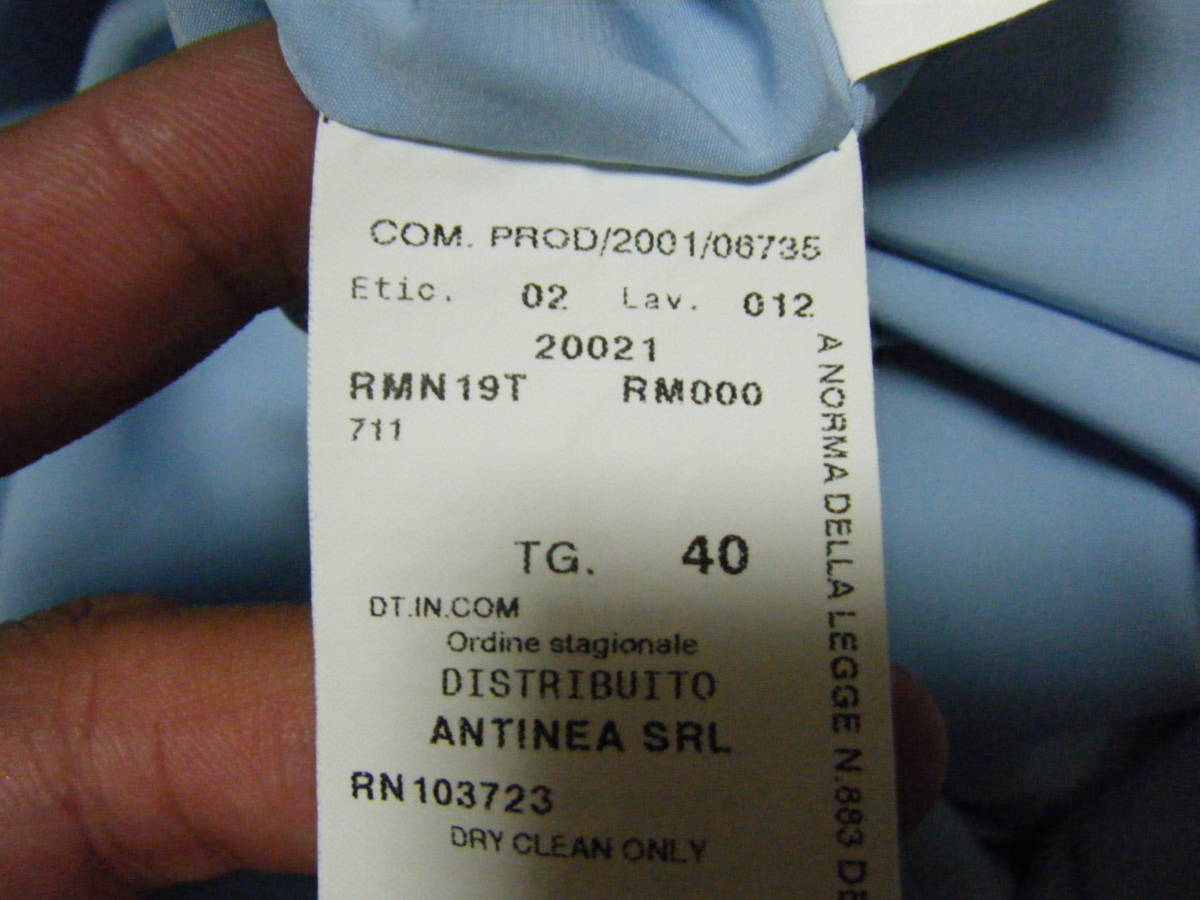 COM. PROD/2001/06735
Etic. 02 Lav. 012
20021
RMN19T RM000
711
TG. 40
DT.IN.COM
Ordine stagionale
DISTRIBUITO
ANTINEA SRL
RN103723
DRY CLEAN ONLY
A NORMA DELLA LEGGE N.883 DE